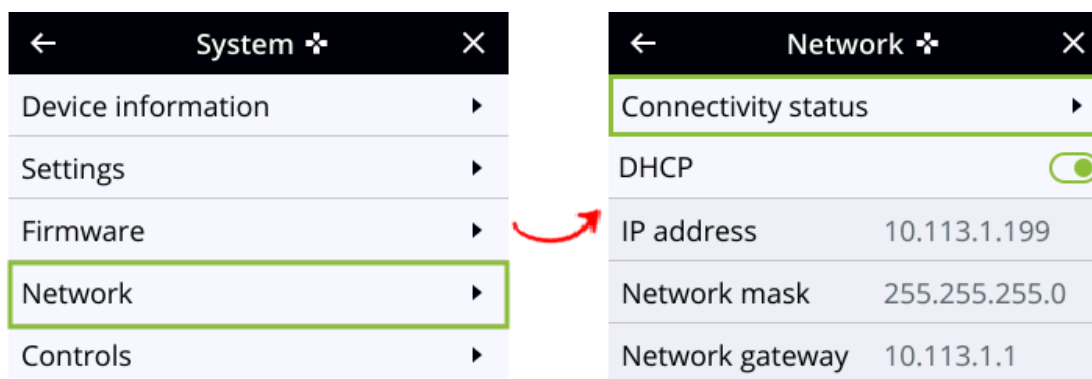 System
Device information
Settings
Firmware
Network
Controls
Network
Connectivity status
DHCP
IP address 10.113.1.199
Network mask 255.255.255.0
Network gateway 10.113.1.1